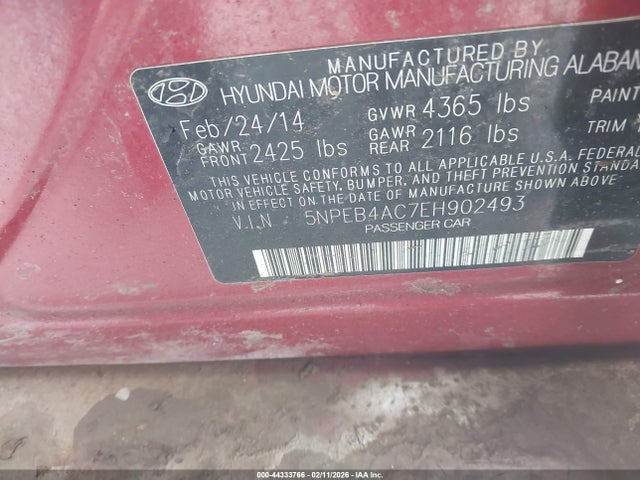 MANUFACTURED BY
HYUNDAI MOTOR MANUFACTURING ALABAM
Feb/24/14 GVWR 4365 lbs PAINT
GAWR FRONT 2425 lbs GAWR REAR 2116 lbs TRIM
THIS VEHICLE CONFORMS TO ALL APPLICABLE U.S.A. FEDERAL
MOTOR VEHICLE SAFETY, BUMPER, AND THEFT PREVENTION STANDA
IN EFFECT ON THE DATE OF MANUFACTURE SHOWN ABOVE
V.I.N 5NPEB4AC7EH902493
PASSENGER CAR
000-44333766 - 02/11/2026 - IAA Inc.